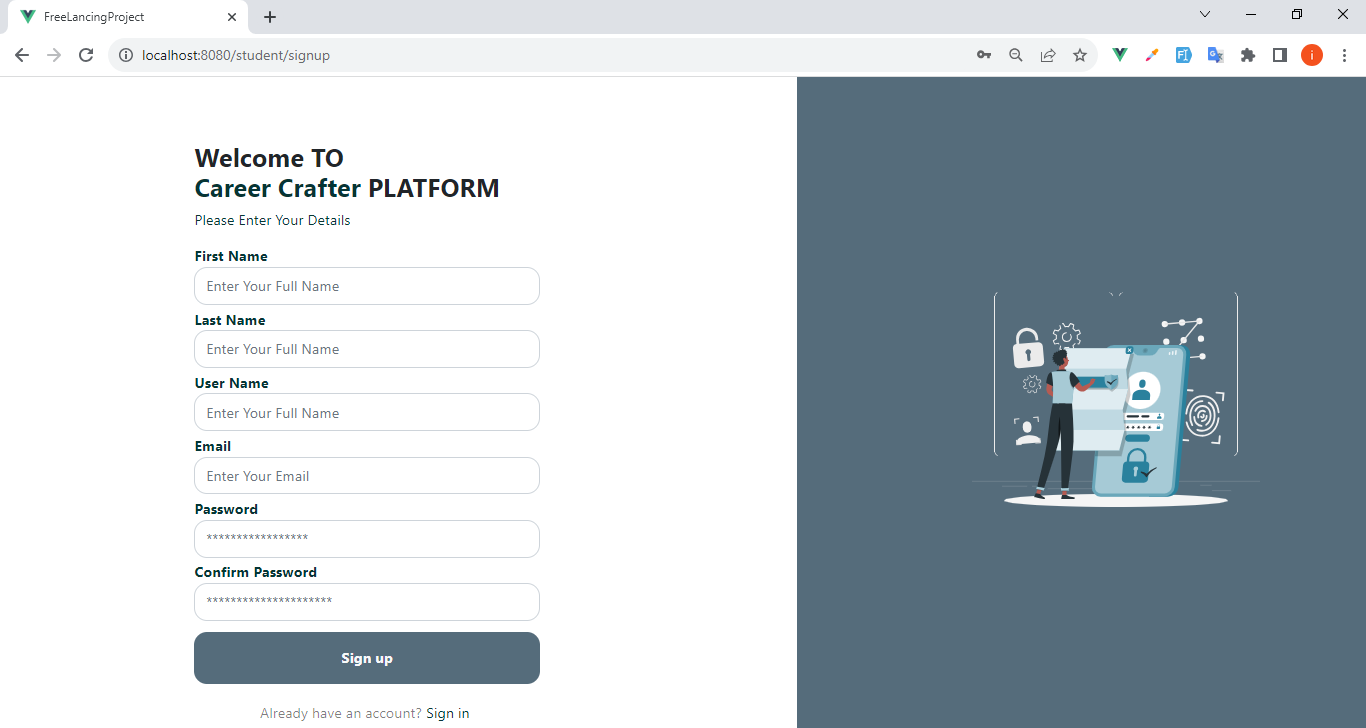 FreeLancingProject
localhost:8080/student/signup
i
Welcome TO
Career Crafter PLATFORM
Please Enter Your Details
First Name
Enter Your Full Name
Last Name
Enter Your Full Name
User Name
Enter Your Full Name
Email
Enter Your Email
Password
*****************
Confirm Password
*********************
Sign up
Already have an account? Sign in